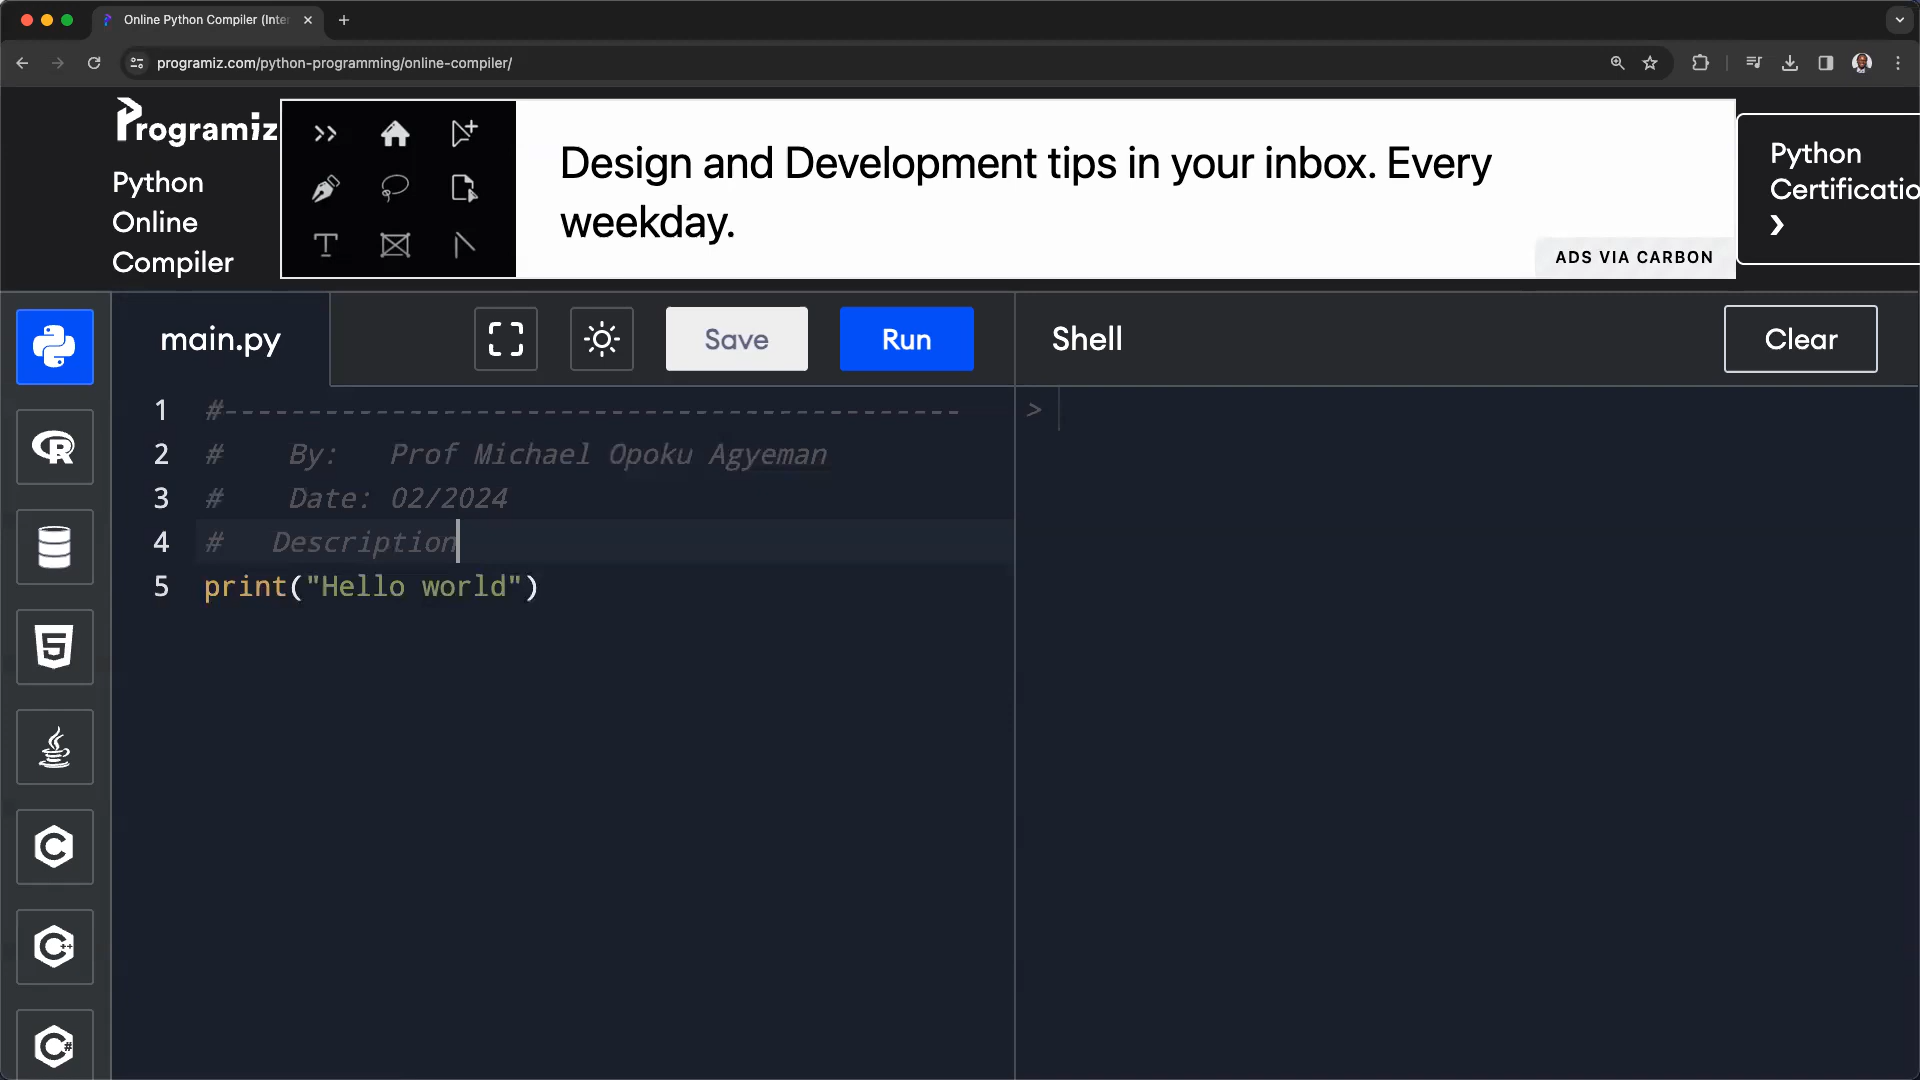 Online Python Compiler (Inter
programiz.com/python-programming/online-compiler/
Programiz
Python
Online
Compiler
Design and Development tips in your inbox. Every
weekday.
ADS VIA CARBON
Python
Certificatio
main.py
Save
Run
Shell
Clear
1 #--------------------------------------------
2 #    By:   Prof Michael Opoku Agyeman
3 #    Date: 02/2024
4 #   Description
5 print("Hello world")
>